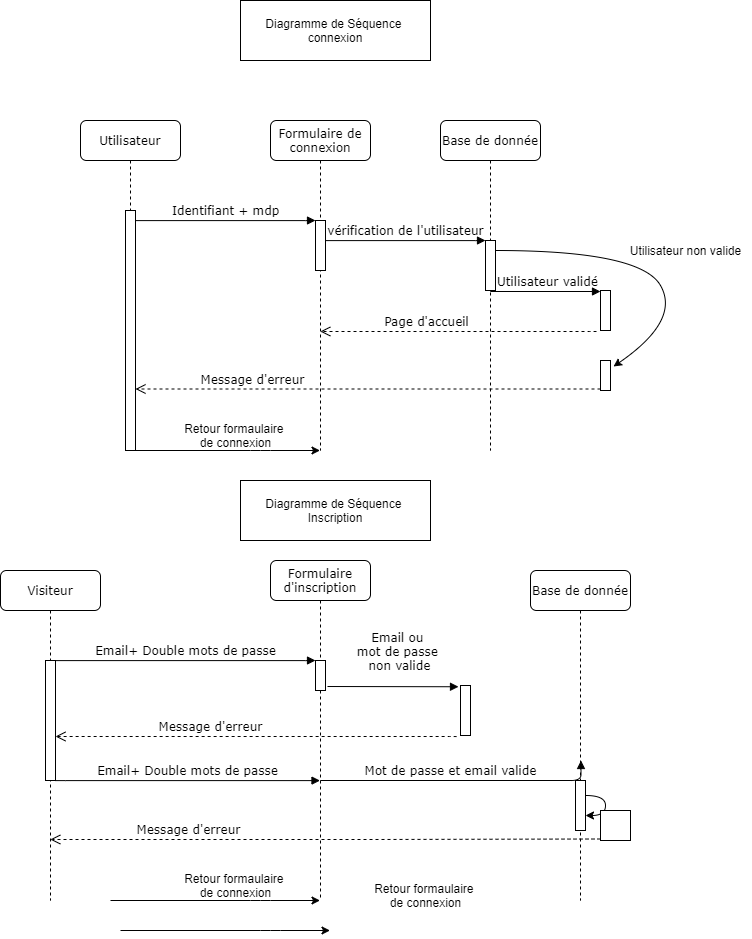 Diagramme de Séquence
connexion
Utilisateur
Formulaire de
connexion
Base de donnée
Identifiant + mdp
vérification de l'utilisateur
Utilisateur non valide
Utilisateur validé
Page d'accueil
Message d'erreur
Retour formaulaire
de connexion
Diagramme de Séquence
Inscription
Visiteur
Formulaire
d'inscription
Base de donnée
Email+ Double mots de passe
Email ou
mot de passe
non valide
Message d'erreur
Email+ Double mots de passe
Mot de passe et email valide
Message d'erreur
Retour formaulaire
de connexion
Retour formaulaire
de connexion